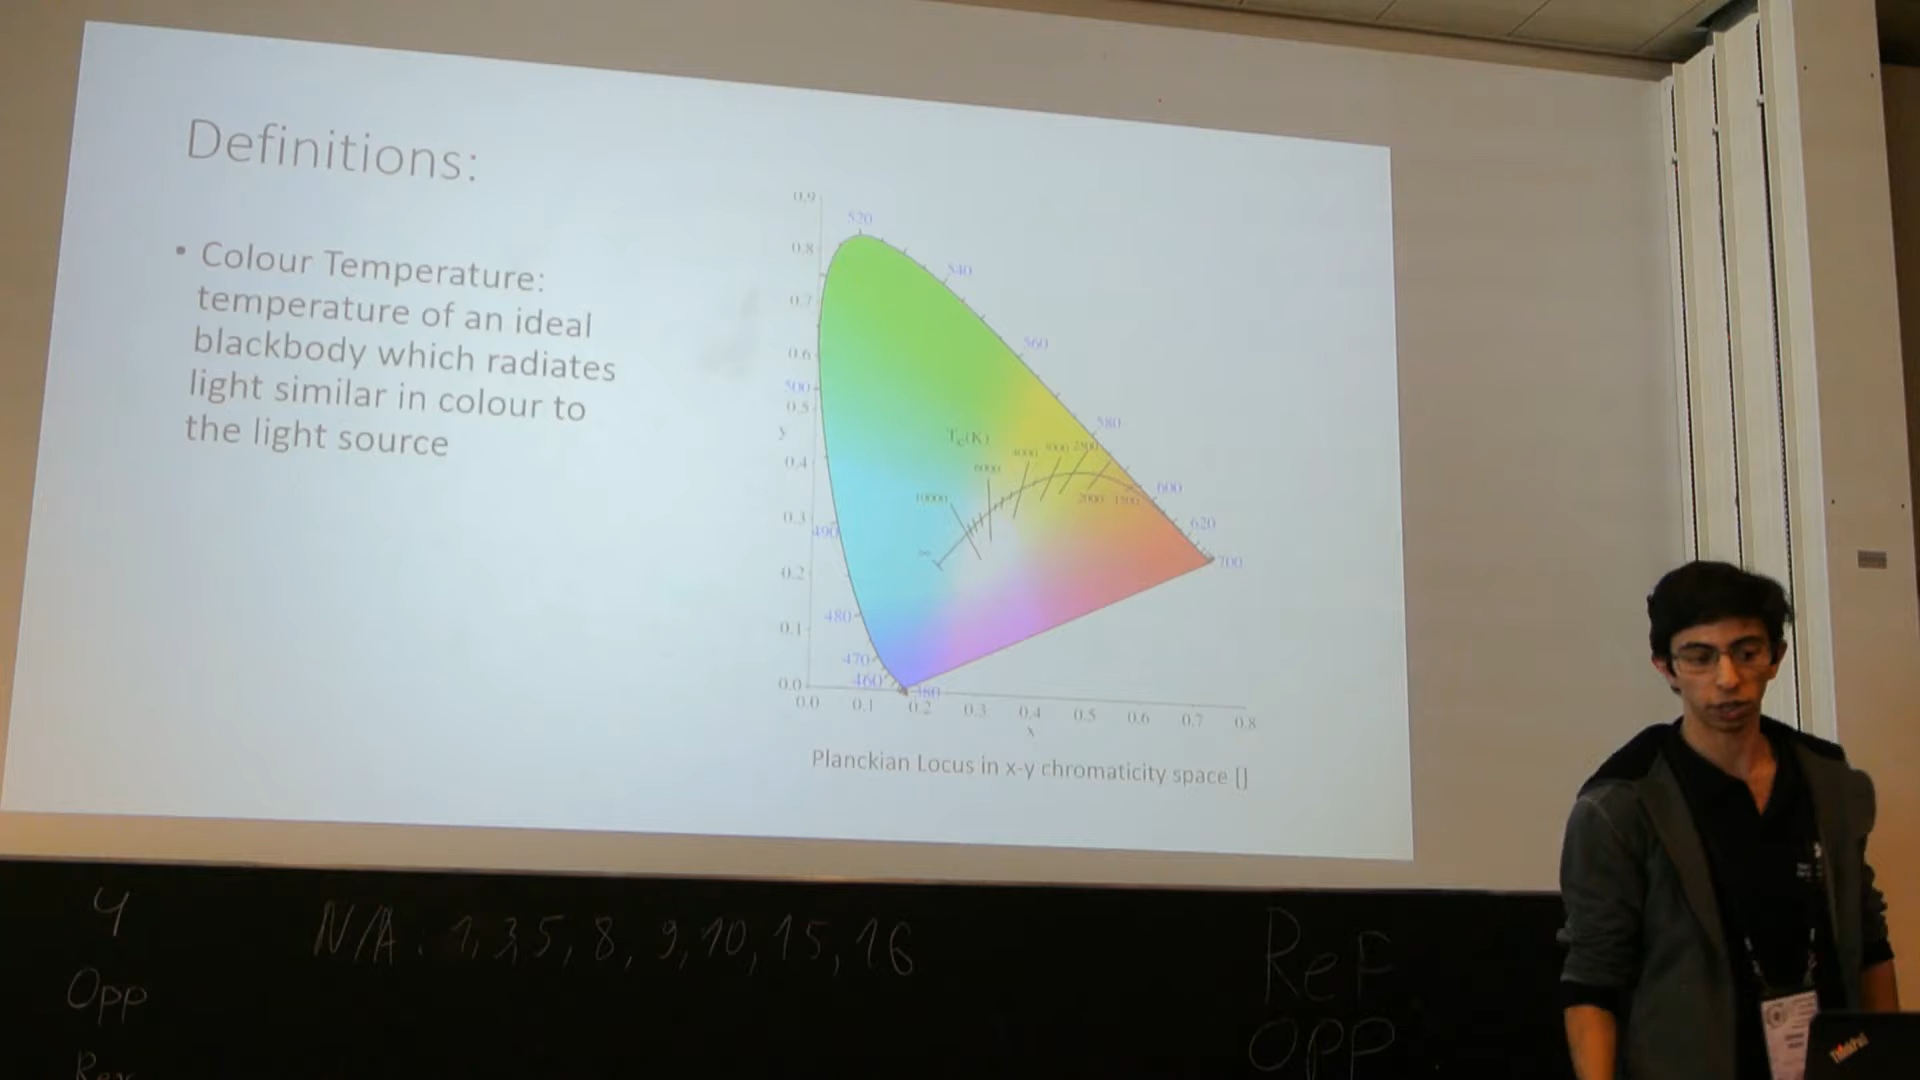 Definitions:
• Colour Temperature:
temperature of an ideal
blackbody which radiates
light similar in colour to
the light source
0.9
520
0.8
540
0.7
560
0.6
500
0.5
580
y
Tc(K)
0.4
4000 3000 2500
6000
600
10000
2000 1500
0.3
490
620
∞
700
0.2
480
0.1
470
460
380
0.0
0.0 0.1 0.2 0.3 0.4 0.5 0.6 0.7 0.8
x
Planckian Locus in x-y chromaticity space []
4
N/A: 1,3,5,8,9,10,15,16
Opp
Ref
Opp
ThinkPad